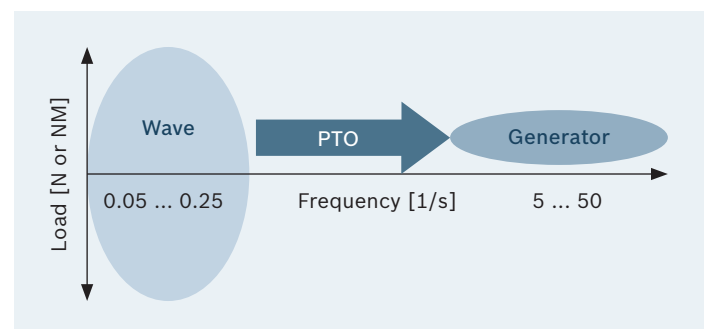 Load [N or NM]
Wave
PTO
Generator
0.05 ... 0.25
Frequency [1/s]
5 ... 50